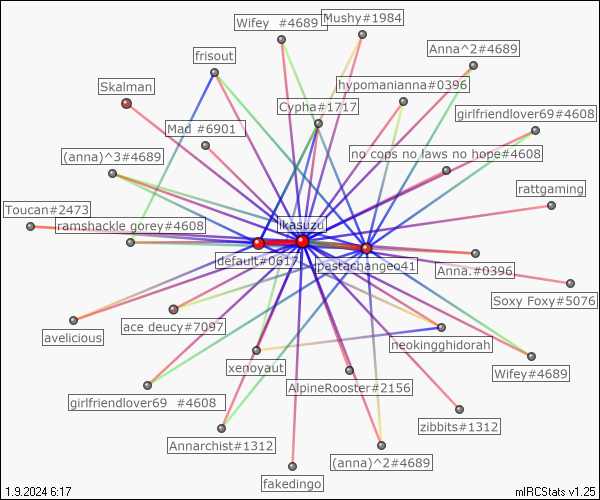 Wifey  #4689
Mushy#1984
frisout
Anna^2#4689
Skalman
hypomanianna#0396
Cypha#1717
girlfriendlover69#4608
Mad #6901
(anna)^3#4689
no cops no laws no hope#4608
rattgaming
Toucan#2473
ranshackle gorey#4608
ikasuzu
default#0617
pastachangeo41
Anna.#0396
Soxy Foxy#5076
avelicious
ace deucy#7097
neokingghidorah
xenoyaut
Wifey#4689
AlpineRooster#2156
girlfriendlover69  #4608
zibbits#1312
Annarchist#1312
(anna)^2#4689
fakedingo
1.9.2024 6:17
mIRCStats v1.25